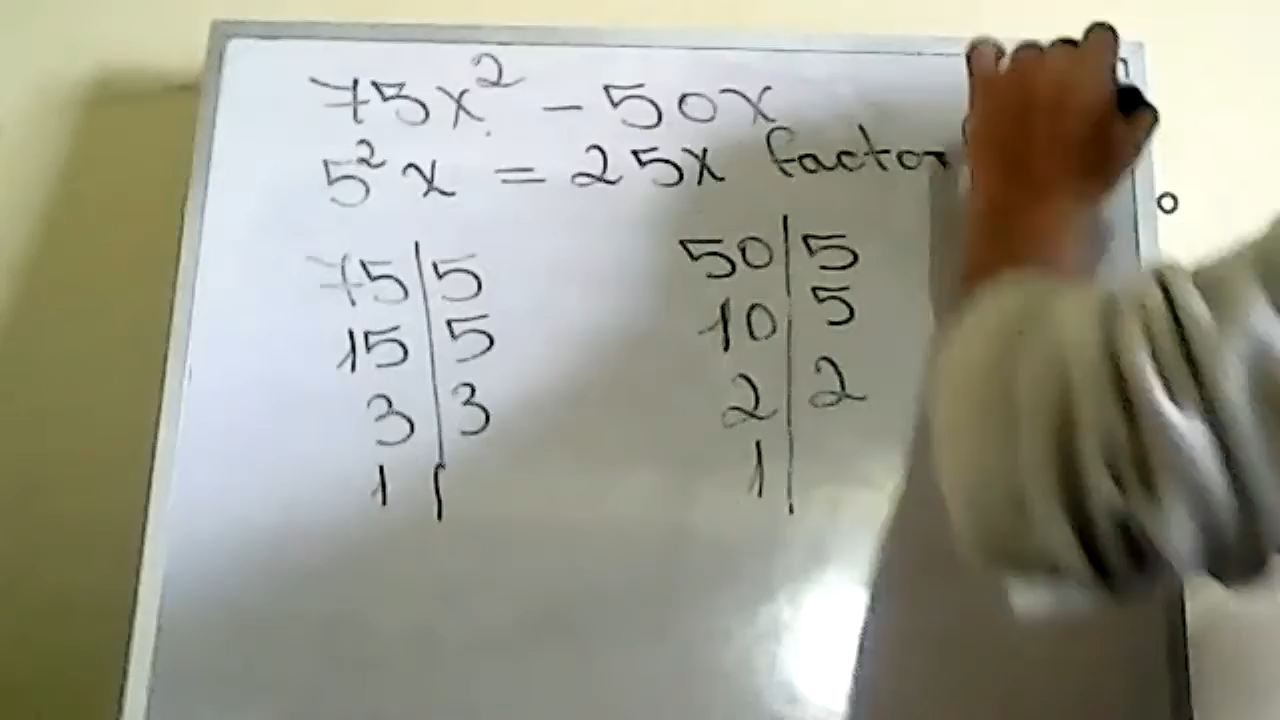 75x² - 50x
5²x = 25x factor
75 | 5
15 | 5
3 | 3
1 |
50 | 5
10 | 5
2 | 2
1 |